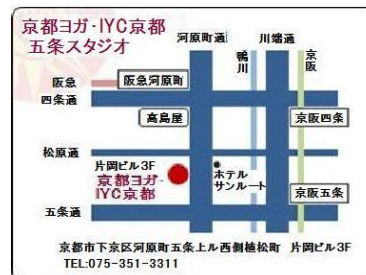 京都ヨガ·IYC京都
五条スタジオ
河原町通
川端通
鴨川
京阪
阪急
阪急河原町
四条通
高島屋
京阪四条
松原通
片岡ビル3F
京都ヨガ·
IYC京都
ホテル
サンルート
京阪五条
五条通
京都市下京区河原町五条上ル西側植松町 片岡ビル3F
TEL:075-351-3311